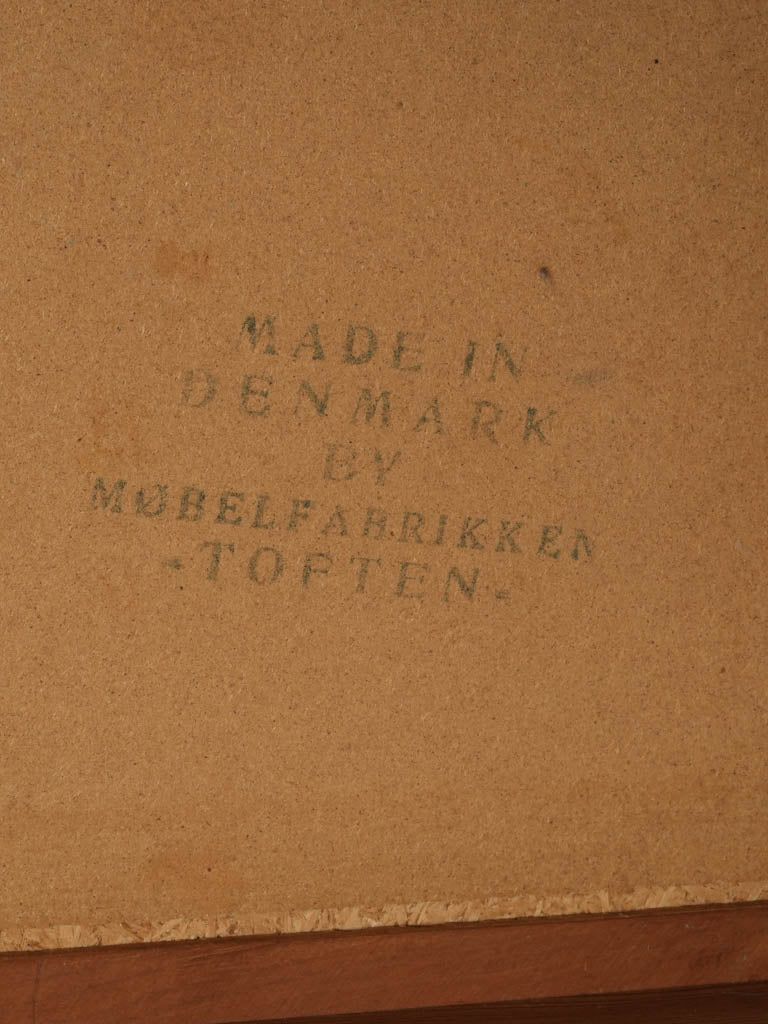 MADE IN
DENMARK
BY
MØBELFABRIKKEN
-TOFTEN-